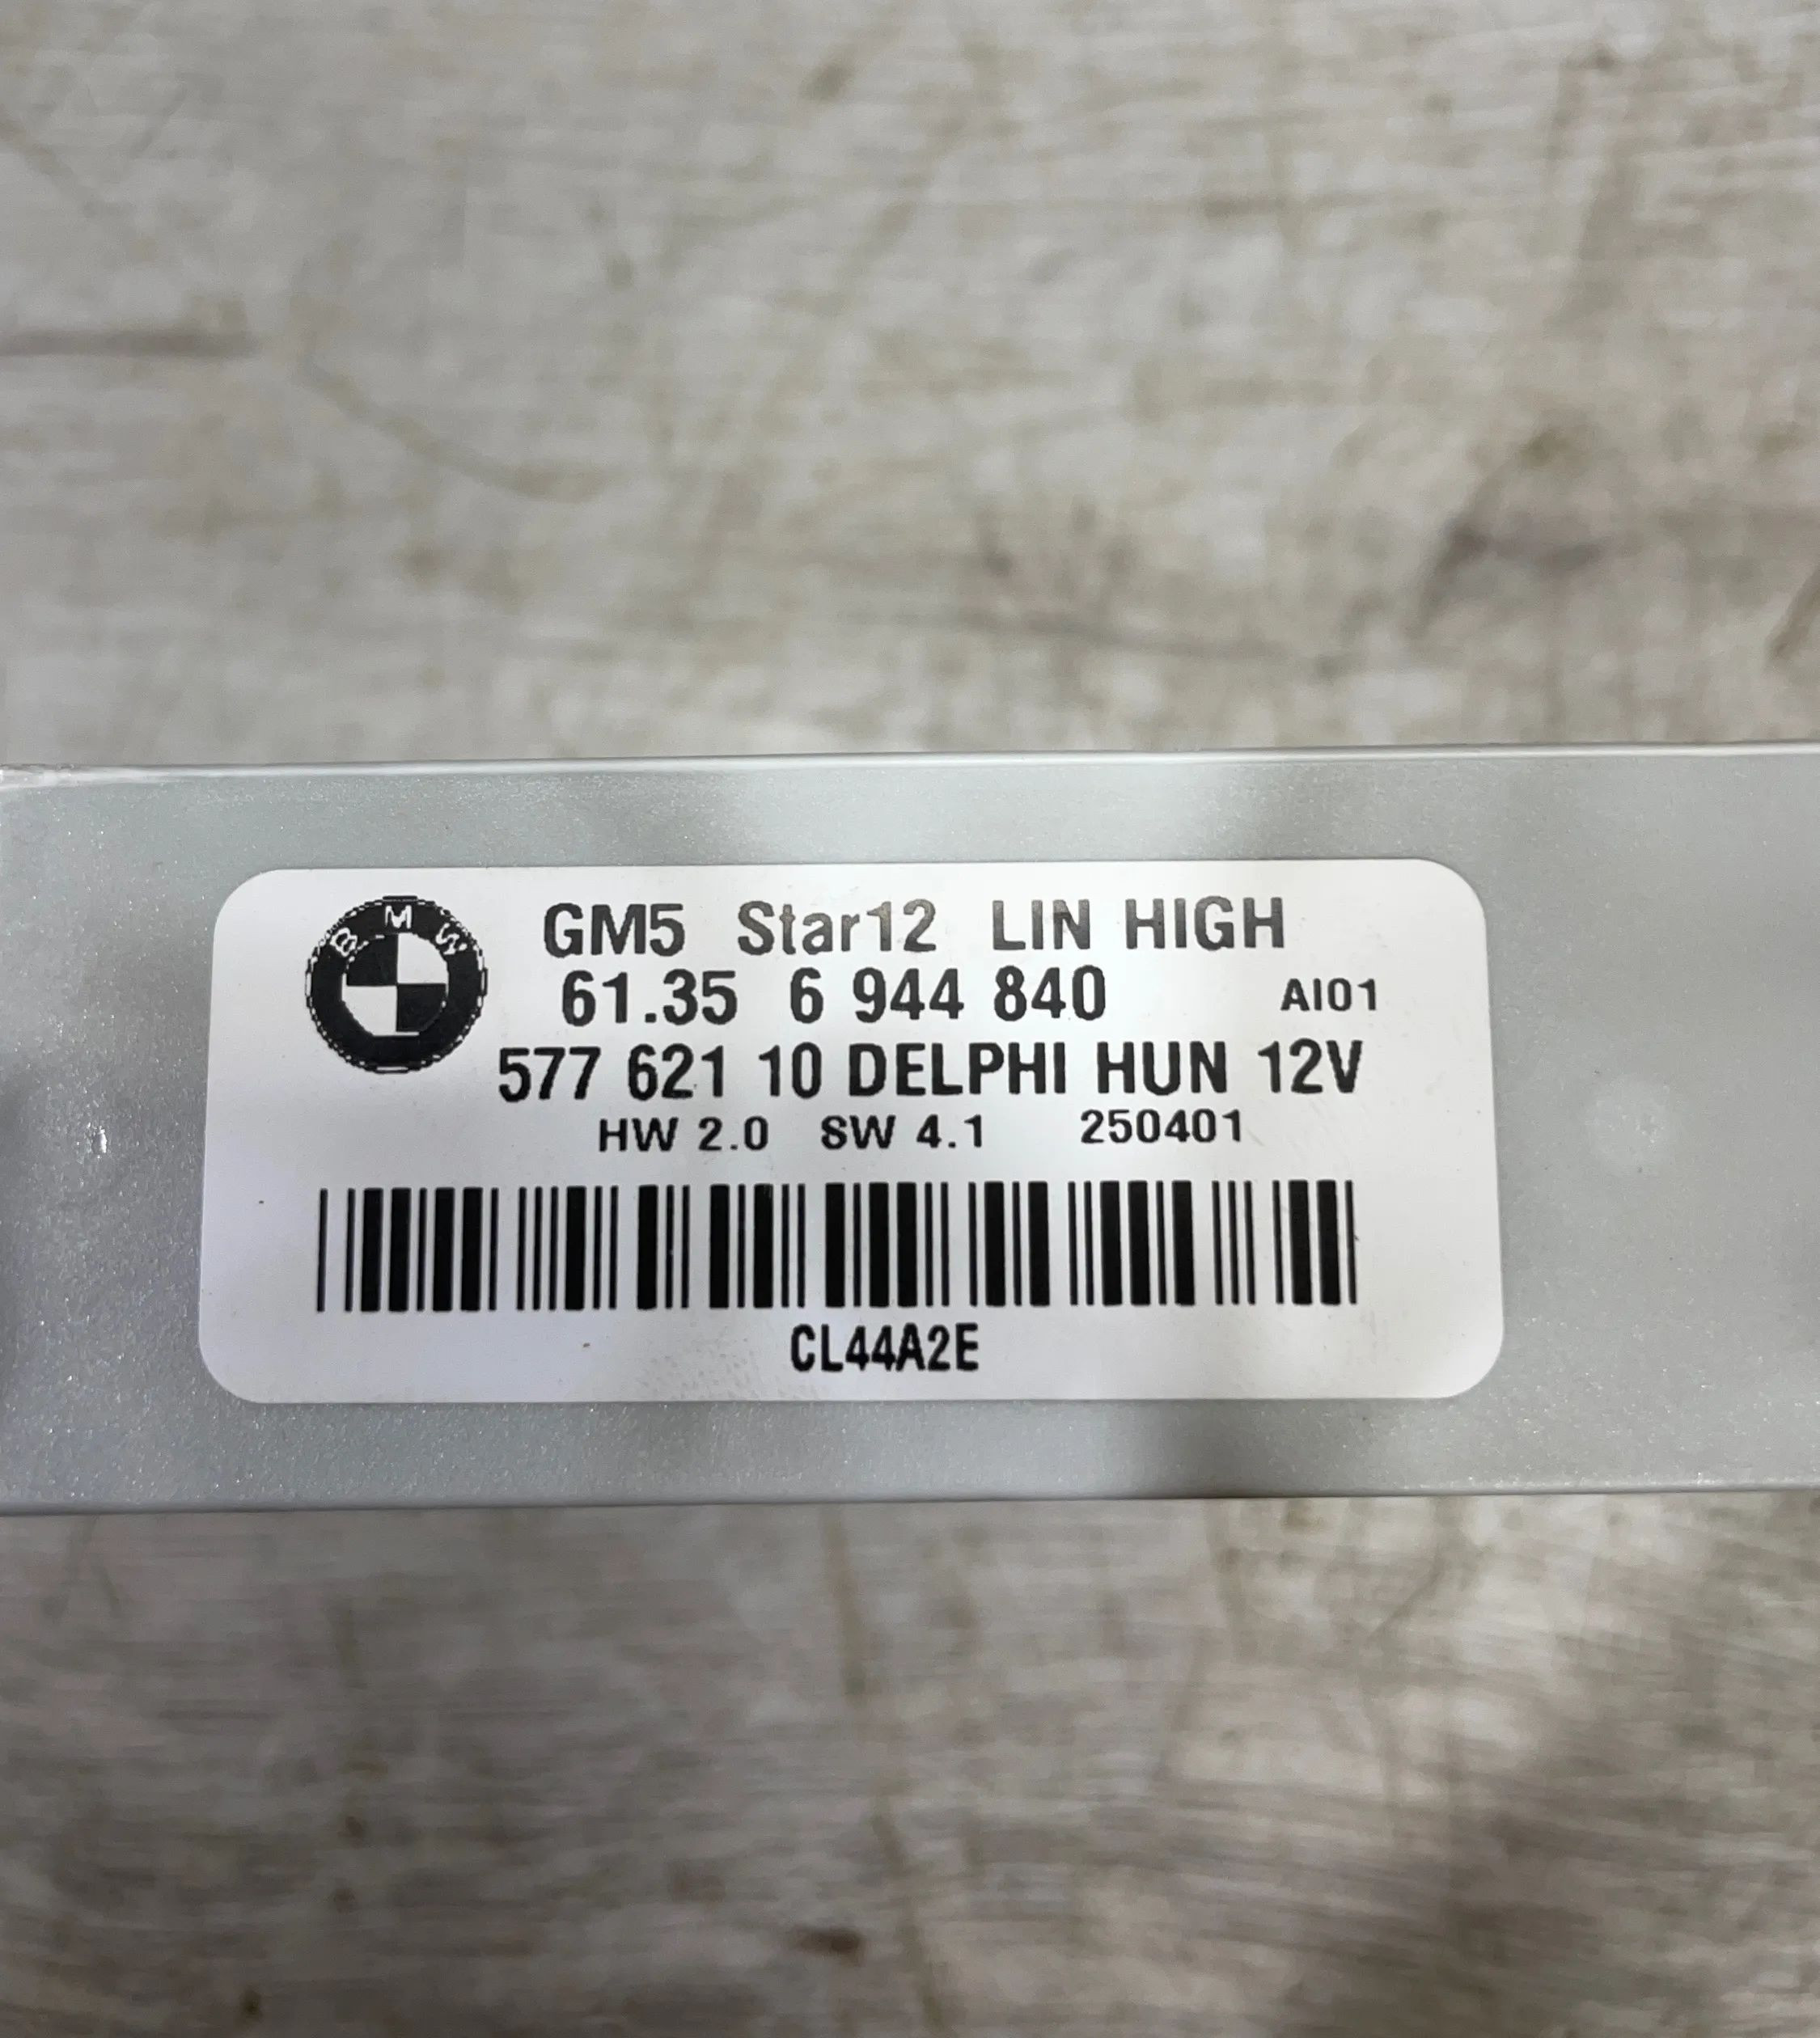 BMW
GM5 Star12 LIN HIGH
61.35 6 944 840 AI01
577 621 10 DELPHI HUN 12V
HW 2.0 SW 4.1 250401
CL44A2E